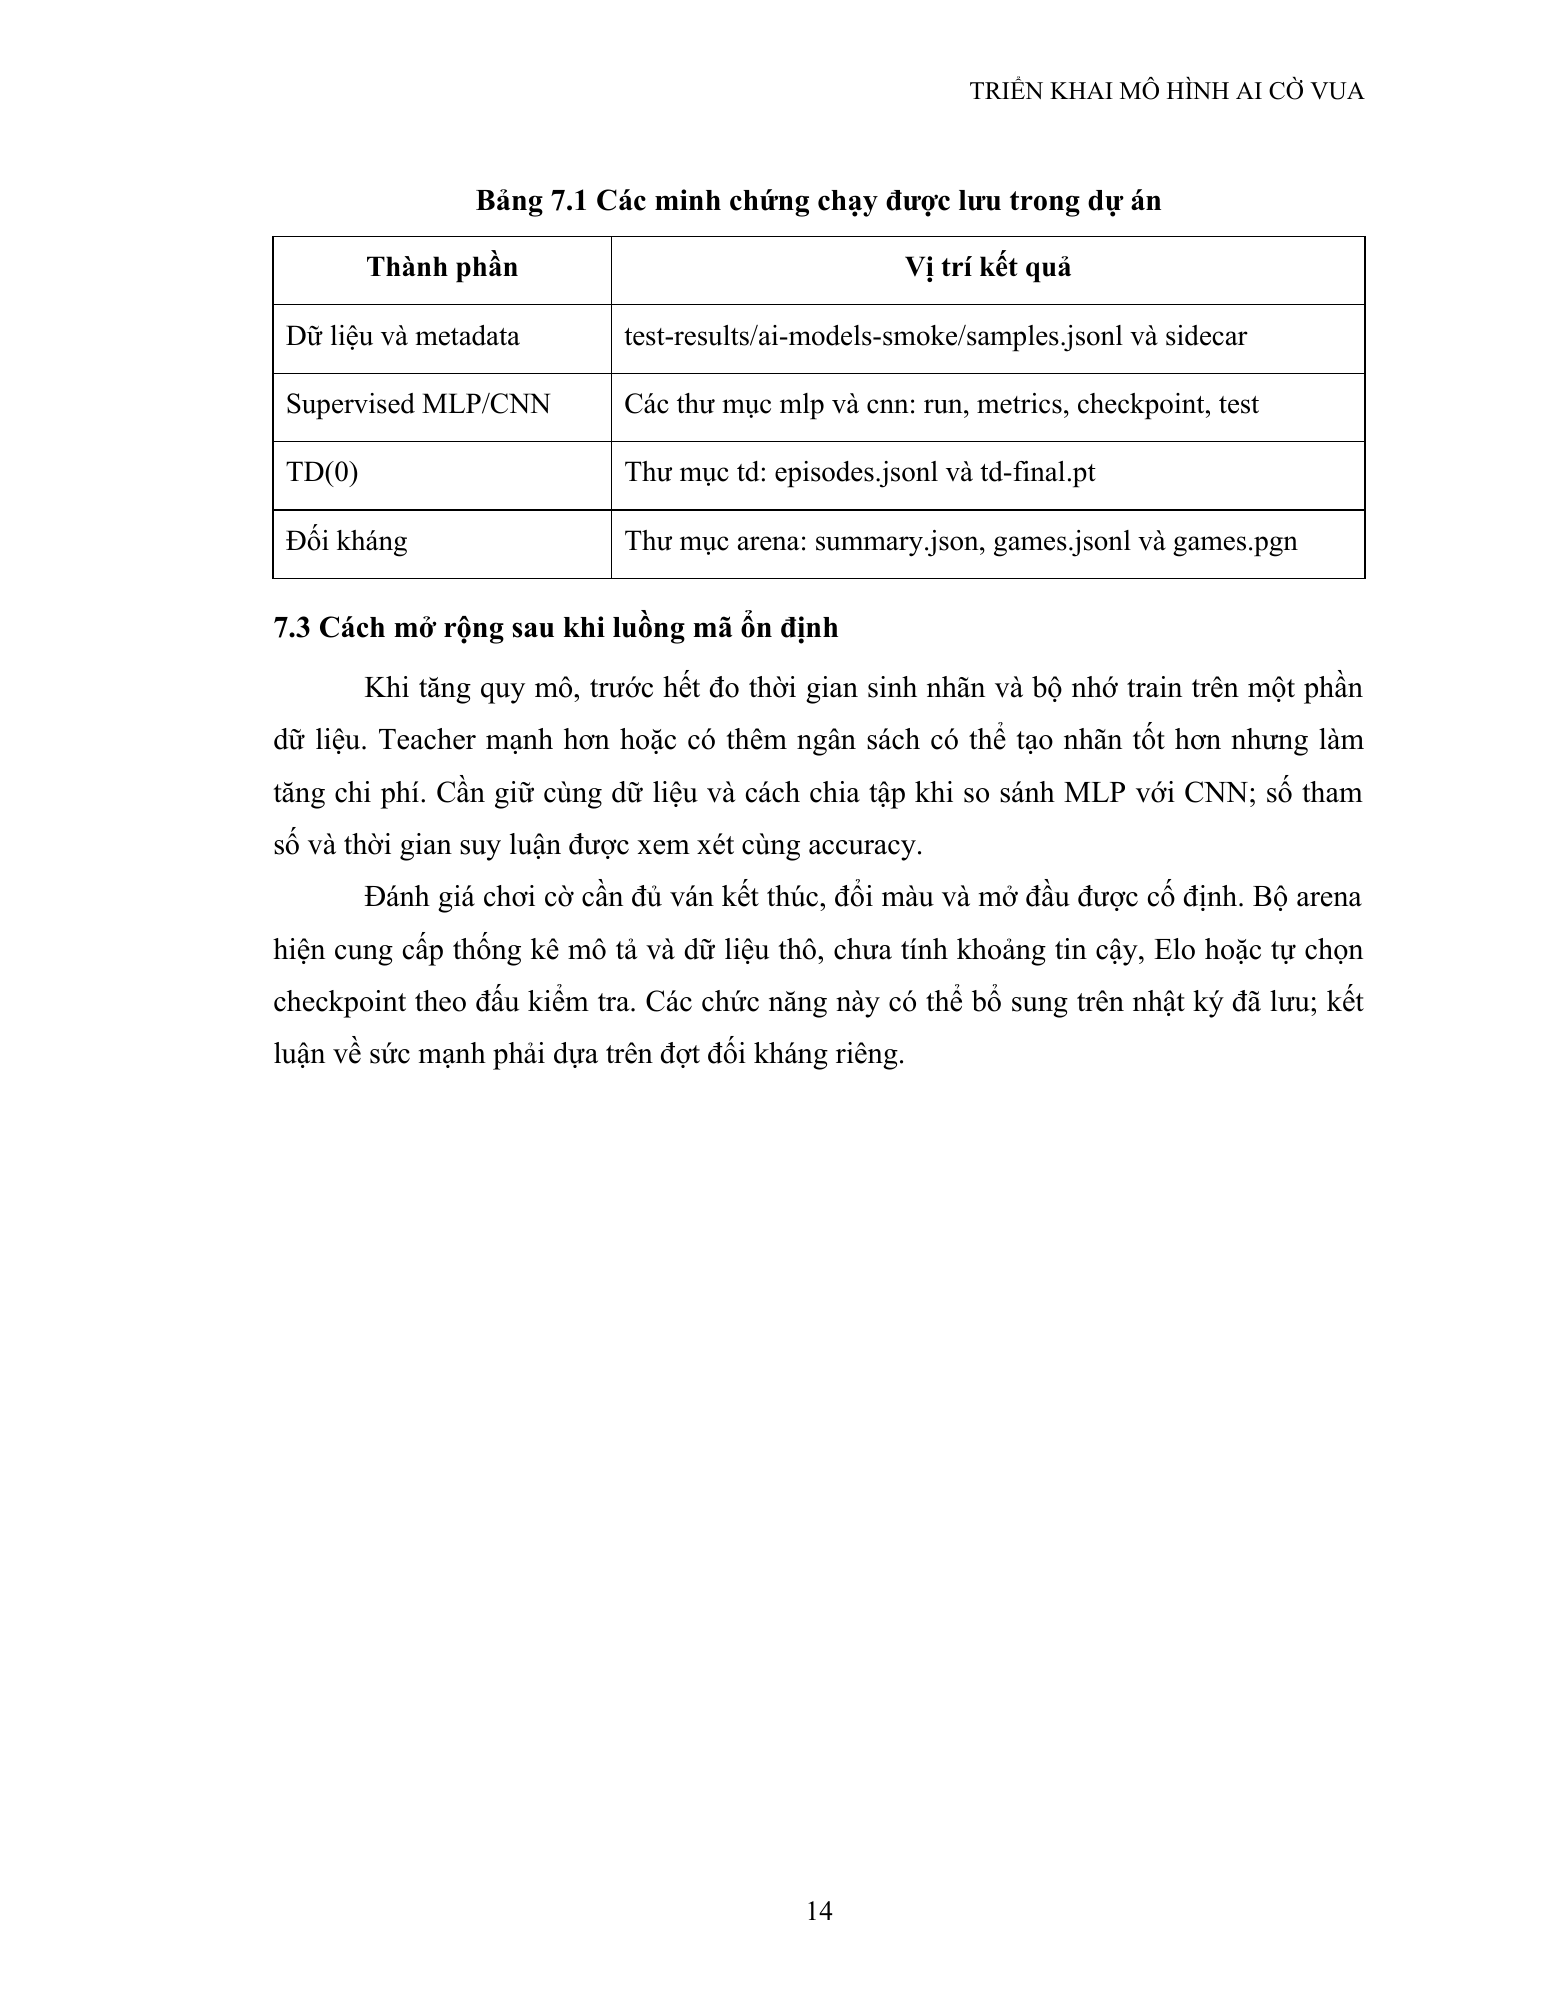 TRIỂN KHAI MÔ HÌNH AI CỜ VUA
Bảng 7.1 Các minh chứng chạy được lưu trong dự án
Thành phần
Vị trí kết quả
Dữ liệu và metadata
test-results/ai-models-smoke/samples.jsonl và sidecar
Supervised MLP/CNN
Các thư mục mlp và cnn: run, metrics, checkpoint, test
TD(0)
Thư mục td: episodes.jsonl và td-final.pt
Đối kháng
Thư mục arena: summary.json, games.jsonl và games.pgn
7.3 Cách mở rộng sau khi luồng mã ổn định
Khi tăng quy mô, trước hết đo thời gian sinh nhãn và bộ nhớ train trên một phần
dữ liệu. Teacher mạnh hơn hoặc có thêm ngân sách có thể tạo nhãn tốt hơn nhưng làm
tăng chi phí. Cần giữ cùng dữ liệu và cách chia tập khi so sánh MLP với CNN; số tham
số và thời gian suy luận được xem xét cùng accuracy.
Đánh giá chơi cờ cần đủ ván kết thúc, đổi màu và mở đầu được cố định. Bộ arena
hiện cung cấp thống kê mô tả và dữ liệu thô, chưa tính khoảng tin cậy, Elo hoặc tự chọn
checkpoint theo đấu kiểm tra. Các chức năng này có thể bổ sung trên nhật ký đã lưu; kết
luận về sức mạnh phải dựa trên đợt đối kháng riêng.
14